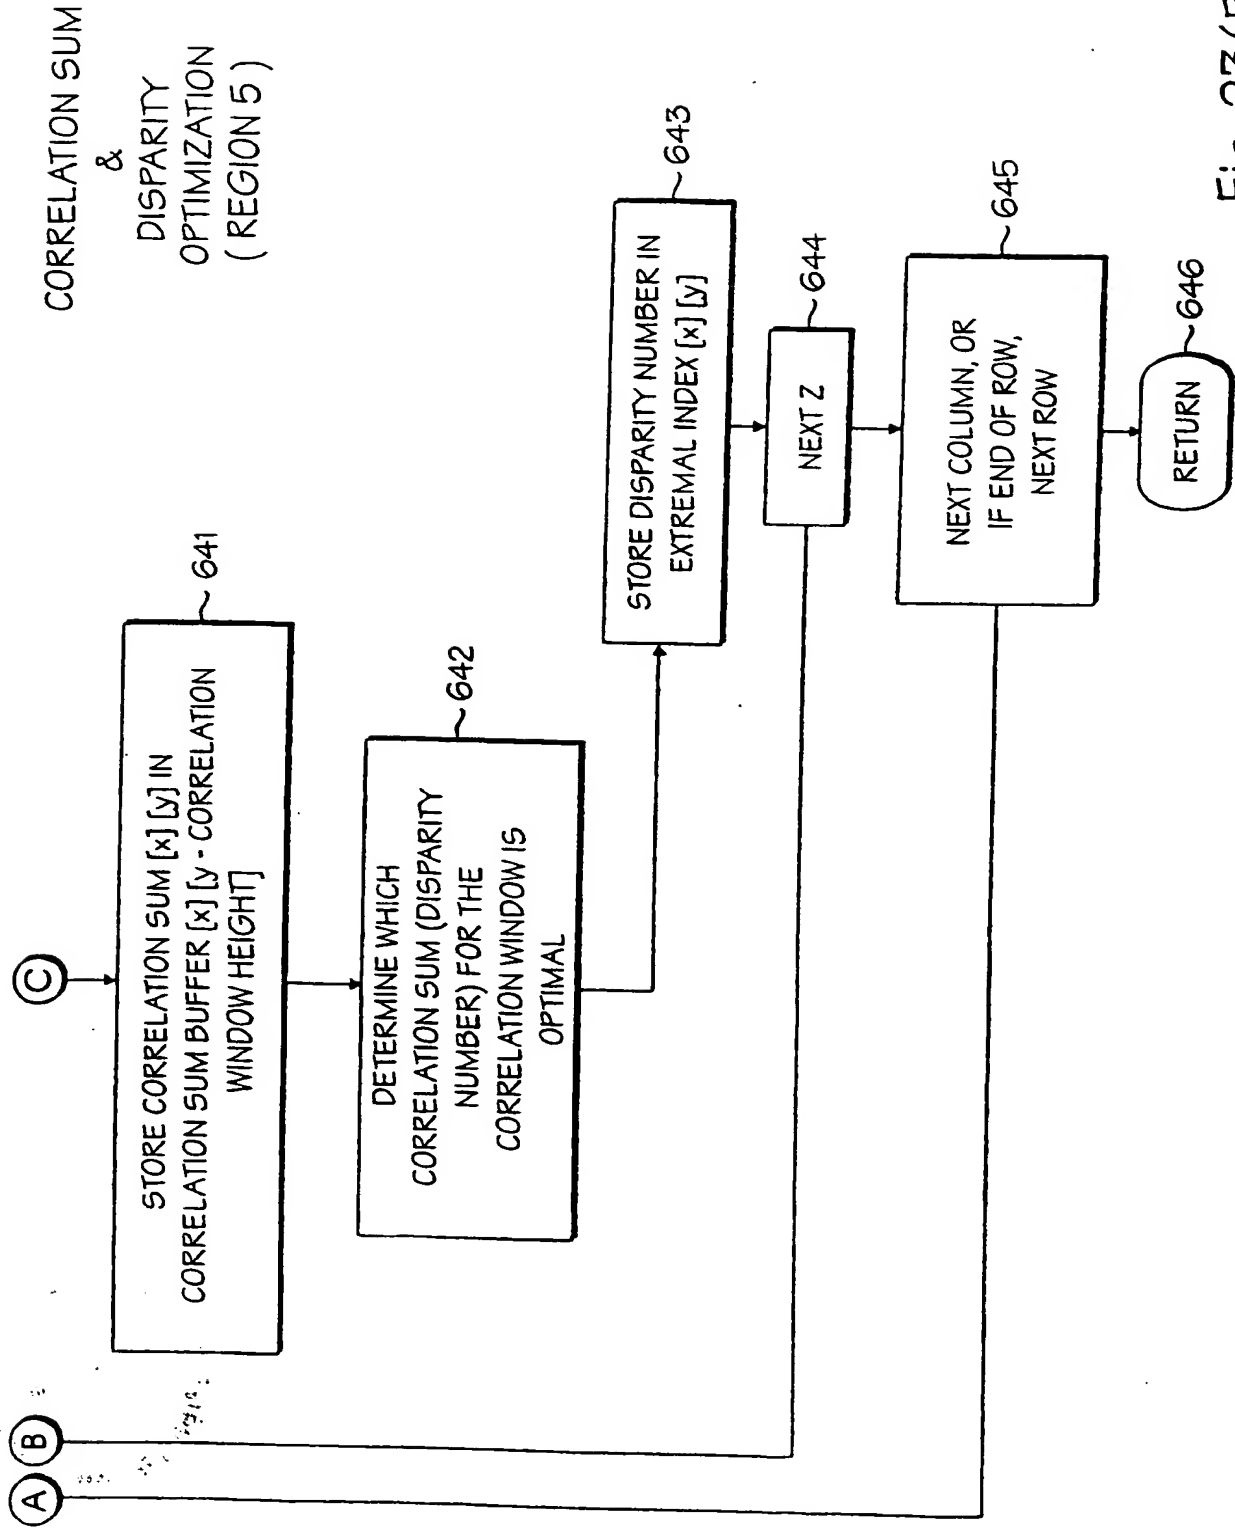 CORRELATION SUM
&
DISPARITY
OPTIMIZATION
( REGION 5 )
A
B
C
STORE CORRELATION SUM [x] [y] IN
CORRELATION SUM BUFFER [x] [y - CORRELATION
WINDOW HEIGHT]
641
DETERMINE WHICH
CORRELATION SUM (DISPARITY
NUMBER) FOR THE
CORRELATION WINDOW IS
OPTIMAL
642
STORE DISPARITY NUMBER IN
EXTREMAL INDEX [x] [y]
643
NEXT Z
644
NEXT COLUMN, OR
IF END OF ROW,
NEXT ROW
645
RETURN
646